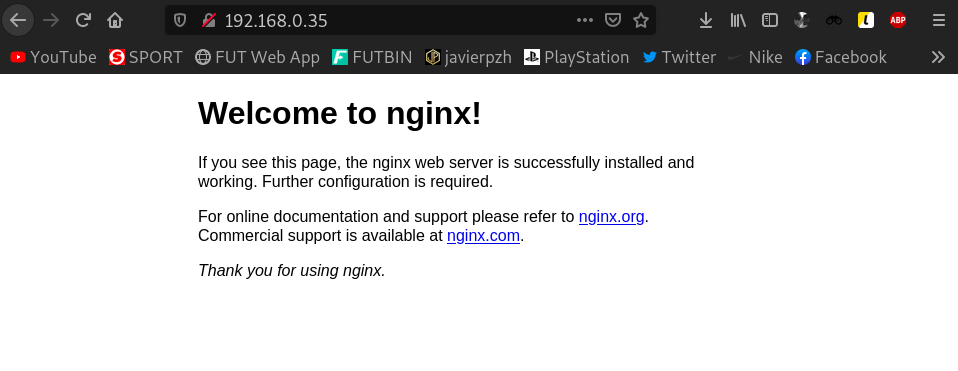 192.168.0.35
ABP
YouTube SPORT FUT Web App FUTBIN javierpzh PlayStation Twitter Nike Facebook
Welcome to nginx!
If you see this page, the nginx web server is successfully installed and
working. Further configuration is required.
For online documentation and support please refer to nginx.org.
Commercial support is available at nginx.com.
Thank you for using nginx.